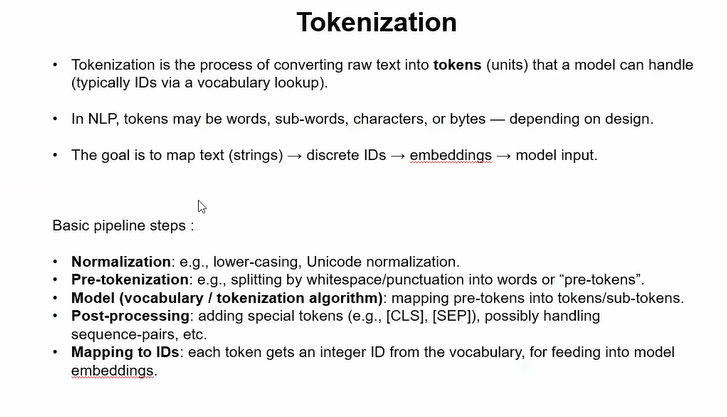 Tokenization
• Tokenization is the process of converting raw text into tokens (units) that a model can handle
(typically IDs via a vocabulary lookup).
• In NLP, tokens may be words, sub-words, characters, or bytes — depending on design.
• The goal is to map text (strings) → discrete IDs → embeddings → model input.
Basic pipeline steps :
• Normalization: e.g., lower-casing, Unicode normalization.
• Pre-tokenization: e.g., splitting by whitespace/punctuation into words or “pre-tokens”.
• Model (vocabulary / tokenization algorithm): mapping pre-tokens into tokens/sub-tokens.
• Post-processing: adding special tokens (e.g., [CLS], [SEP]), possibly handling
sequence-pairs, etc.
• Mapping to IDs: each token gets an integer ID from the vocabulary, for feeding into model
embeddings.